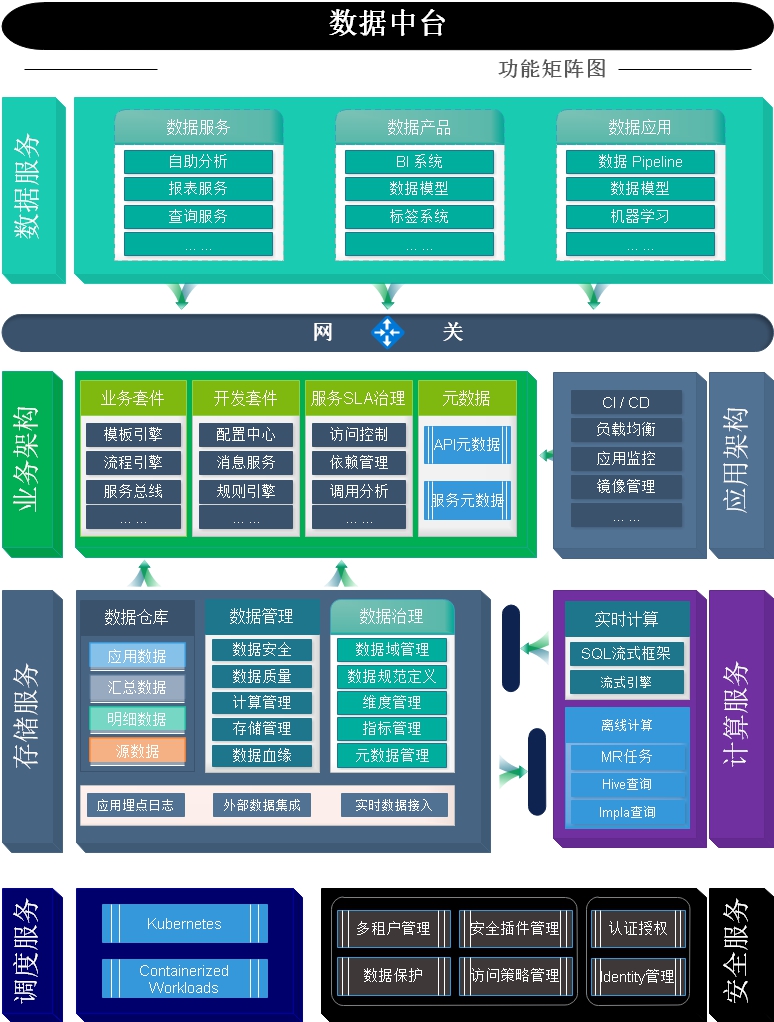 数据中台
功能矩阵图
数据服务
数据服务
自助分析
报表服务
查询服务
... ...
数据产品
BI 系统
数据模型
标签系统
... ...
数据应用
数据 Pipeline
数据模型
机器学习
... ...
网 关
业务架构
业务套件
模板引擎
流程引擎
服务总线
... ...
开发套件
配置中心
消息服务
规则引擎
... ...
服务SLA治理
访问控制
依赖管理
调用分析
... ...
元数据
API元数据
服务元数据
CI / CD
负载均衡
应用监控
镜像管理
... ...
应用架构
存储服务
数据仓库
应用数据
汇总数据
明细数据
源数据
数据管理
数据安全
数据质量
计算管理
存储管理
数据血缘
数据治理
数据域管理
数据规范定义
维度管理
指标管理
元数据管理
应用埋点日志
外部数据集成
实时数据接入
实时计算
SQL流式框架
流式引擎
离线计算
MR任务
Hive查询
Impla查询
计算服务
调度服务
Kubernetes
Containerized
Workloads
多租户管理
安全插件管理
认证授权
数据保护
访问策略管理
Identity管理
安全服务